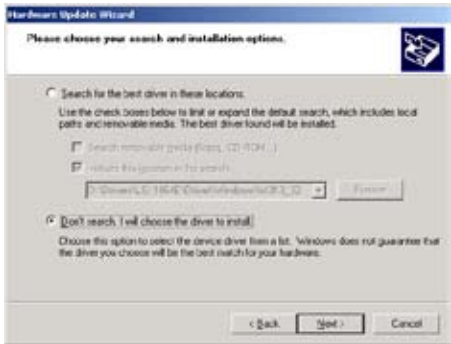 Hardware Update Wizard
Please choose your search and installation options.
Search for the best driver in these locations.
Use the check boxes below to limit or expand the default search, which includes local
paths and removable media. The best driver found will be installed.
Search removable media (floppy, CD-ROM...)
Include this location in the search:
Browse
Don't search. I will choose the driver to install.
Choose this option to select the device driver from a list. Windows does not guarantee that
the driver you choose will be the best match for your hardware.
< Back
Next >
Cancel